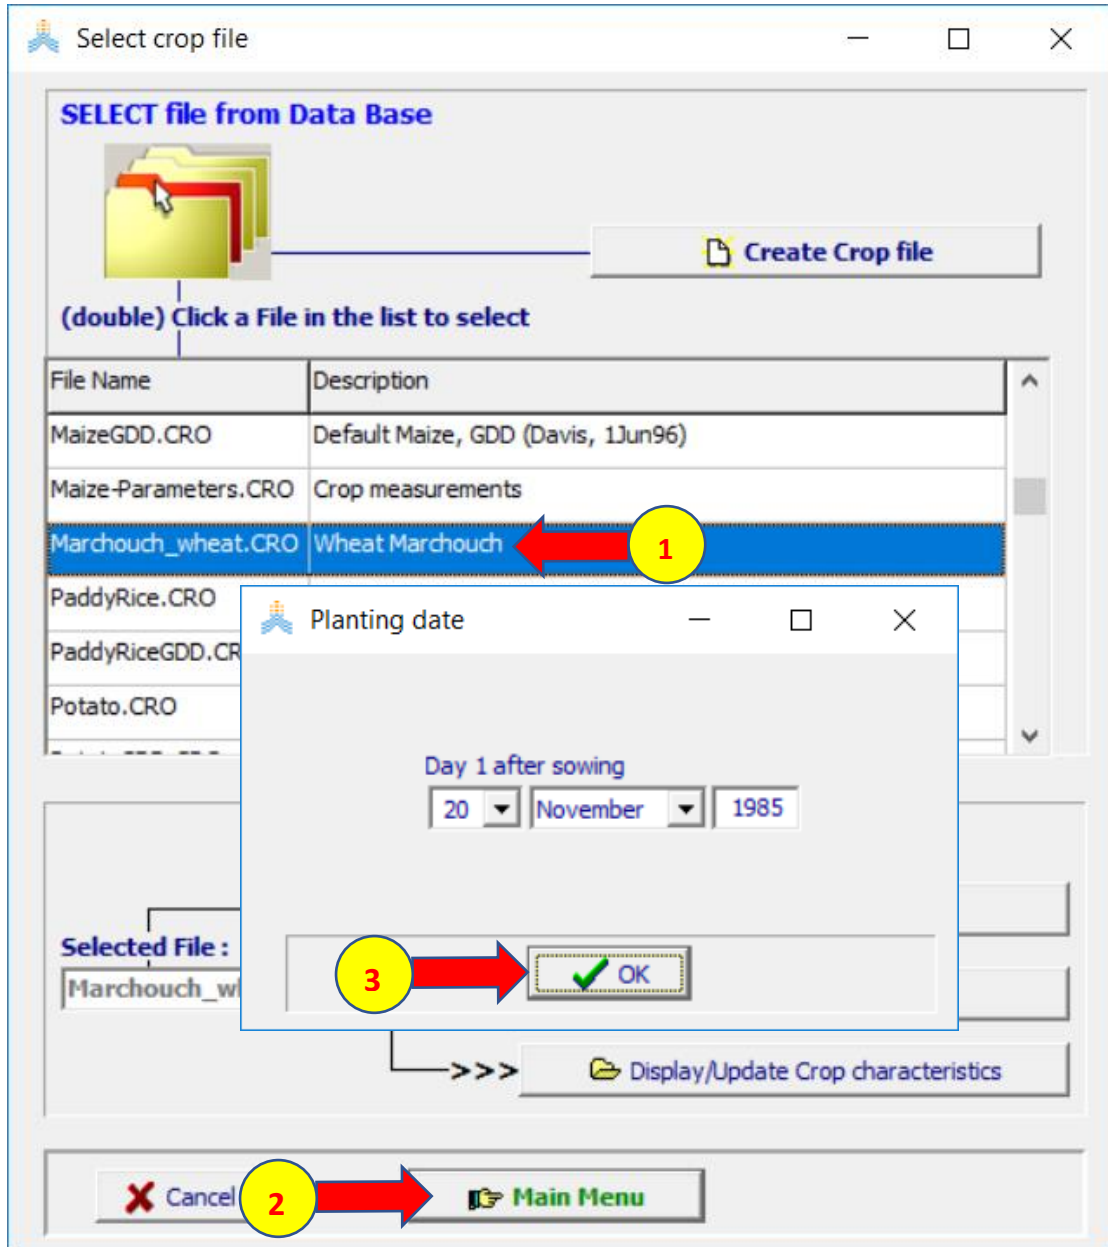 Select crop file
SELECT file from Data Base
Create Crop file
(double) Click a File in the list to select
File Name Description
MaizeGDD.CRO Default Maize, GDD (Davis, 1Jun96)
Maize-Parameters.CRO Crop measurements
Marchouch_wheat.CRO Wheat Marchouch 1
PaddyRice.CRO
Planting date
PaddyRiceGDD.CR
Potato.CRO
Day 1 after sowing
20 November 1985
Selected File :
Marchouch_w
3 OK
>>> Display/Update Crop characteristics
Cancel 2 Main Menu